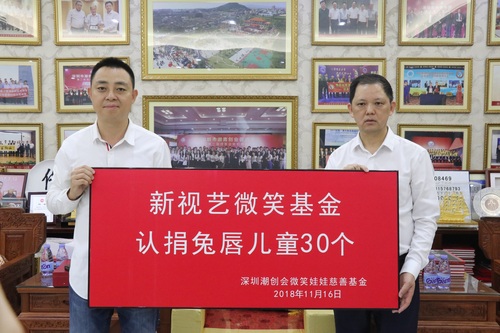 新视艺微笑基金
认捐兔唇儿童30个
深圳潮创会微笑娃娃慈善基金
2018年11月16日
08469